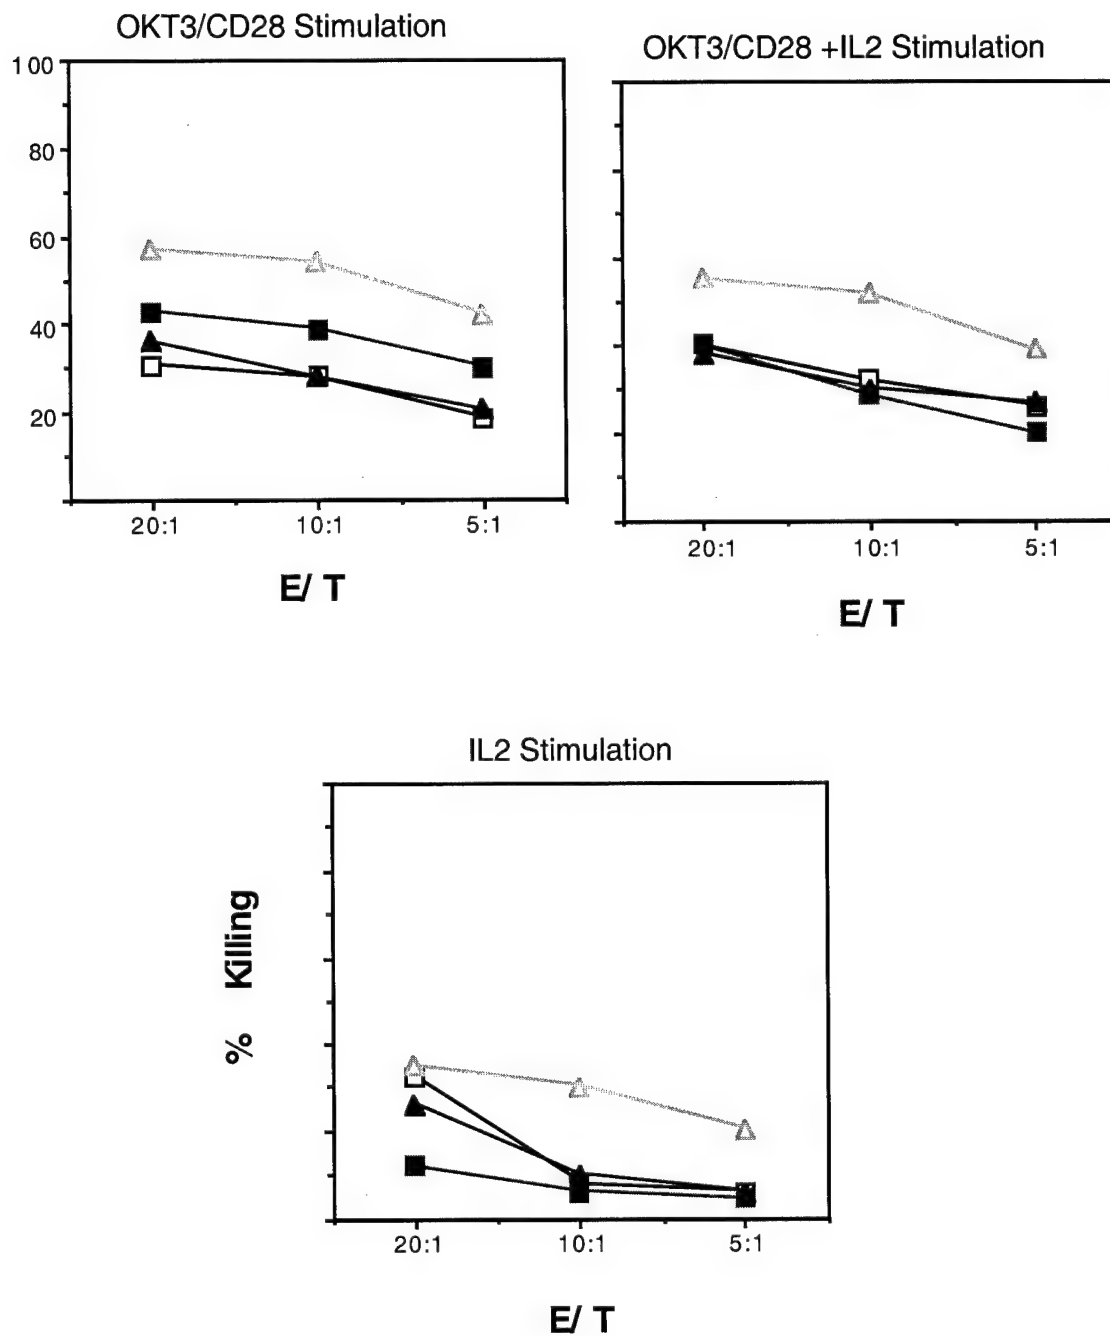 OKT3/CD28 Stimulation
100
80
60
40
20
20:1 10:1 5:1
E/ T
OKT3/CD28 +IL2 Stimulation
20:1 10:1 5:1
E/ T
IL2 Stimulation
% Killing
20:1 10:1 5:1
E/ T